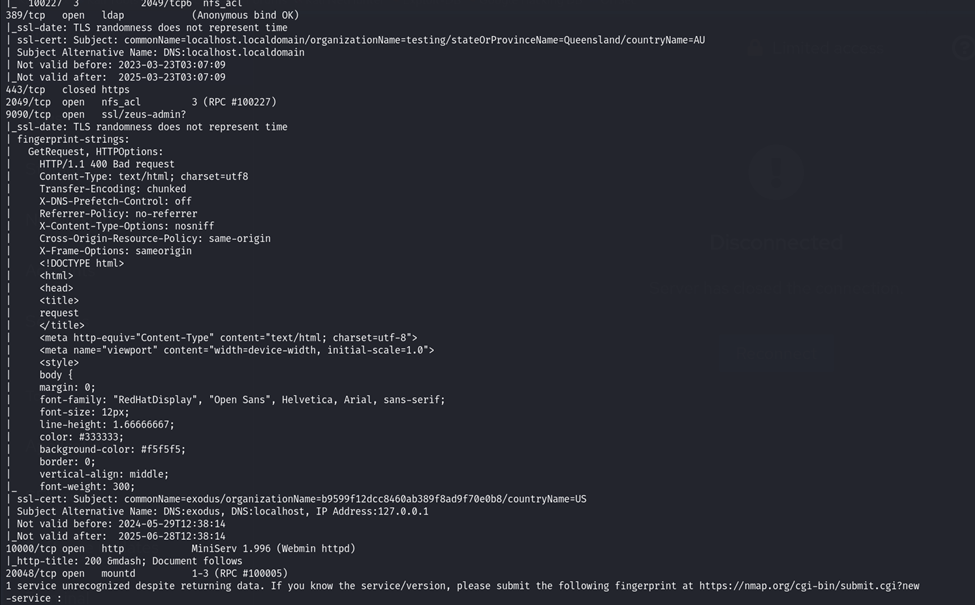 |_  100227  3           2049/tcp6  nfs_acl
389/tcp   open   ldap           (Anonymous bind OK)
|_ssl-date: TLS randomness does not represent time
| ssl-cert: Subject: commonName=localhost.localdomain/organizationName=testing/stateOrProvinceName=Queensland/countryName=AU
| Subject Alternative Name: DNS:localhost.localdomain
| Not valid before: 2023-03-23T03:07:09
|_Not valid after:  2025-03-23T03:07:09
443/tcp   closed https
2049/tcp  open   nfs_acl        3 (RPC #100227)
9090/tcp  open   ssl/zeus-admin?
|_ssl-date: TLS randomness does not represent time
| fingerprint-strings:
|   GetRequest, HTTPOptions:
|     HTTP/1.1 400 Bad request
|     Content-Type: text/html; charset=utf8
|     Transfer-Encoding: chunked
|     X-DNS-Prefetch-Control: off
|     Referrer-Policy: no-referrer
|     X-Content-Type-Options: nosniff
|     Cross-Origin-Resource-Policy: same-origin
|     X-Frame-Options: sameorigin
|     <!DOCTYPE html>
|     <html>
|     <head>
|     <title>
|     request
|     </title>
|     <meta http-equiv="Content-Type" content="text/html; charset=utf-8">
|     <meta name="viewport" content="width=device-width, initial-scale=1.0">
|     <style>
|     body {
|     margin: 0;
|     font-family: "RedHatDisplay", "Open Sans", Helvetica, Arial, sans-serif;
|     font-size: 12px;
|     line-height: 1.66666667;
|     color: #333333;
|     background-color: #f5f5f5;
|     border: 0;
|     vertical-align: middle;
|_    font-weight: 300;
| ssl-cert: Subject: commonName=exodus/organizationName=b9599f12dcc8460ab389f8ad9f70e0b8/countryName=US
| Subject Alternative Name: DNS:exodus, DNS:localhost, IP Address:127.0.0.1
| Not valid before: 2024-05-29T12:38:14
|_Not valid after:  2025-06-28T12:38:14
10000/tcp open   http           MiniServ 1.996 (Webmin httpd)
|_http-title: 200 &mdash; Document follows
20048/tcp open   mountd         1-3 (RPC #100005)
1 service unrecognized despite returning data. If you know the service/version, please submit the following fingerprint at https://nmap.org/cgi-bin/submit.cgi?new
-service :
Disconnected